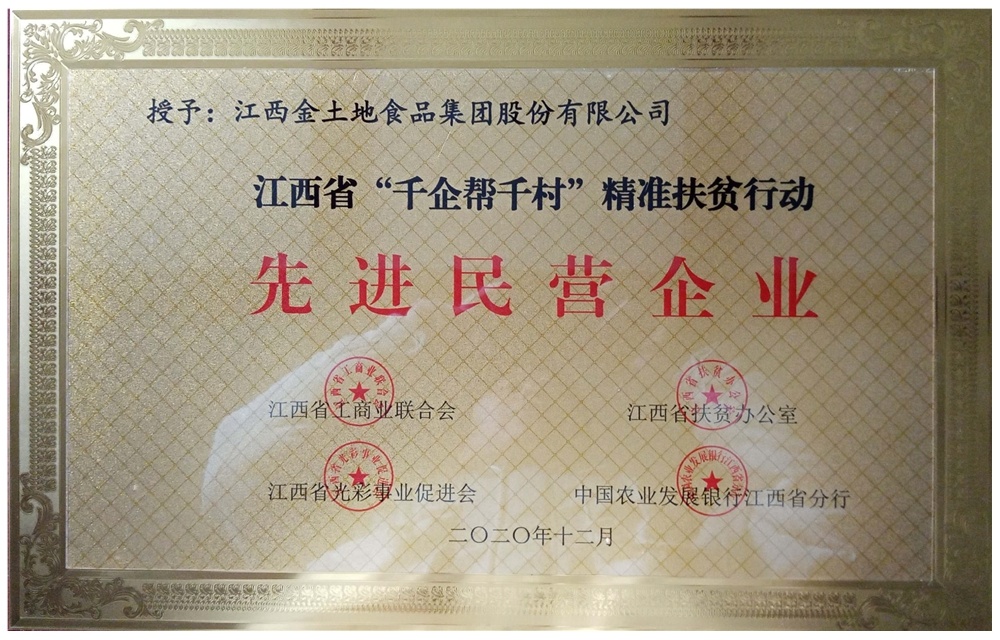 授予：江西金土地食品集团股份有限公司
江西省“千企帮千村”精准扶贫行动
先进民营企业
江西省工商业联合会
江西省扶贫办公室
江西省光彩事业促进会
中国农业发展银行江西省分行
二〇二〇年十二月